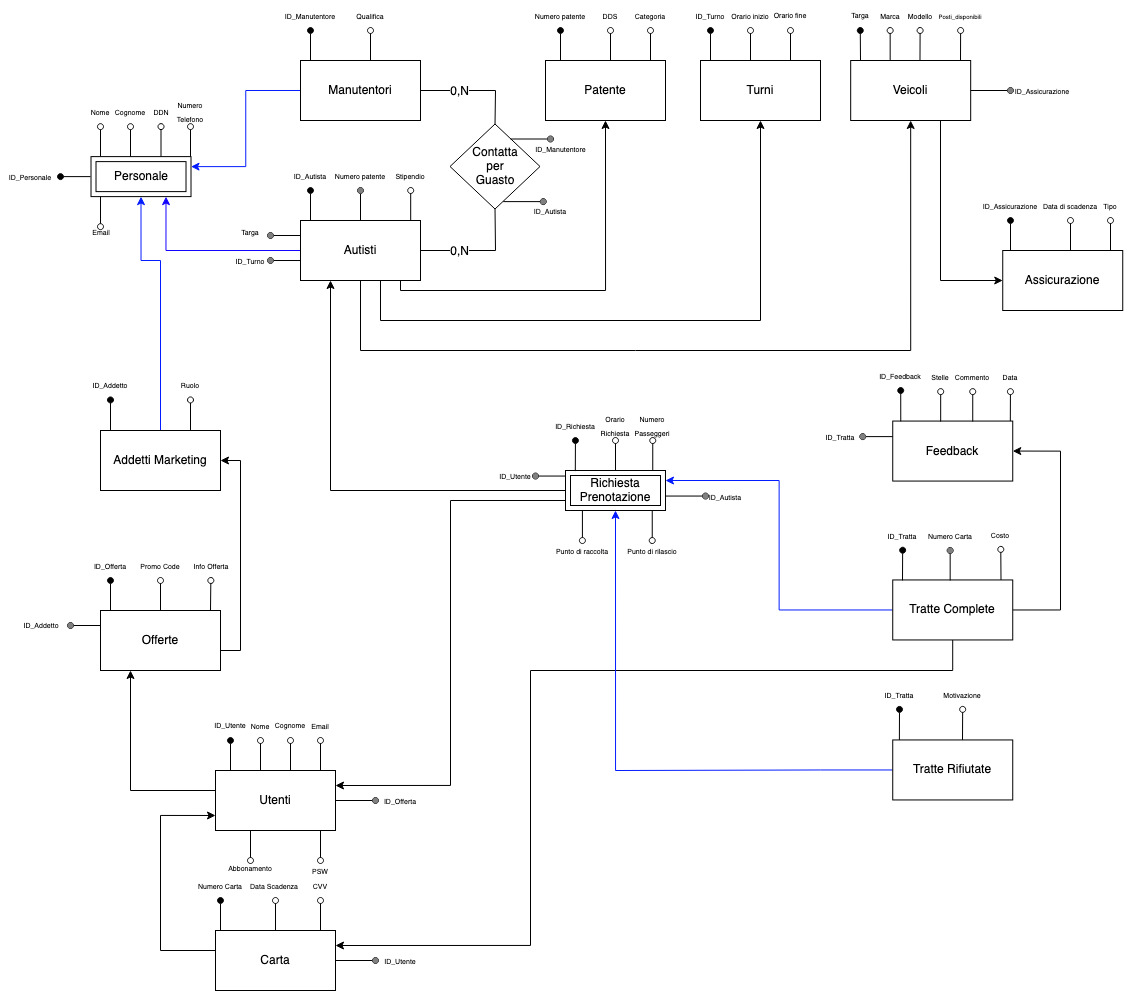 ID_Manutentore
Qualifica
Manutentori
0,N
Numero patente
DDS
Categoria
Patente
ID_Turno
Orario inizio
Orario fine
Turni
Targa
Marca
Modello
Posti_disponibili
Veicoli
ID_Assicurazione
Nome
Cognome
DDN
Numero
Telefono
ID_Personale
Personale
Email
Contatta
per
Guasto
ID_Manutentore
ID_Autista
ID_Autista
Numero patente
Stipendio
Targa
ID_Turno
Autisti
0,N
ID_Assicurazione
Data di scadenza
Tipo
Assicurazione
ID_Addetto
Ruolo
Addetti Marketing
ID_Feedback
Stelle
Commento
Data
ID_Tratta
Feedback
ID_Richiesta
Orario
Richiesta
Numero
Passeggeri
ID_Utente
Richiesta
Prenotazione
ID_Autista
Punto di raccolta
Punto di rilascio
ID_Tratta
Numero Carta
Costo
Tratte Complete
ID_Offerta
Promo Code
Info Offerta
ID_Addetto
Offerte
ID_Tratta
Motivazione
Tratte Rifiutate
ID_Utente
Nome
Cognome
Email
Utenti
ID_Offerta
Abbonamento
PSW
Numero Carta
Data Scadenza
CVV
Carta
ID_Utente